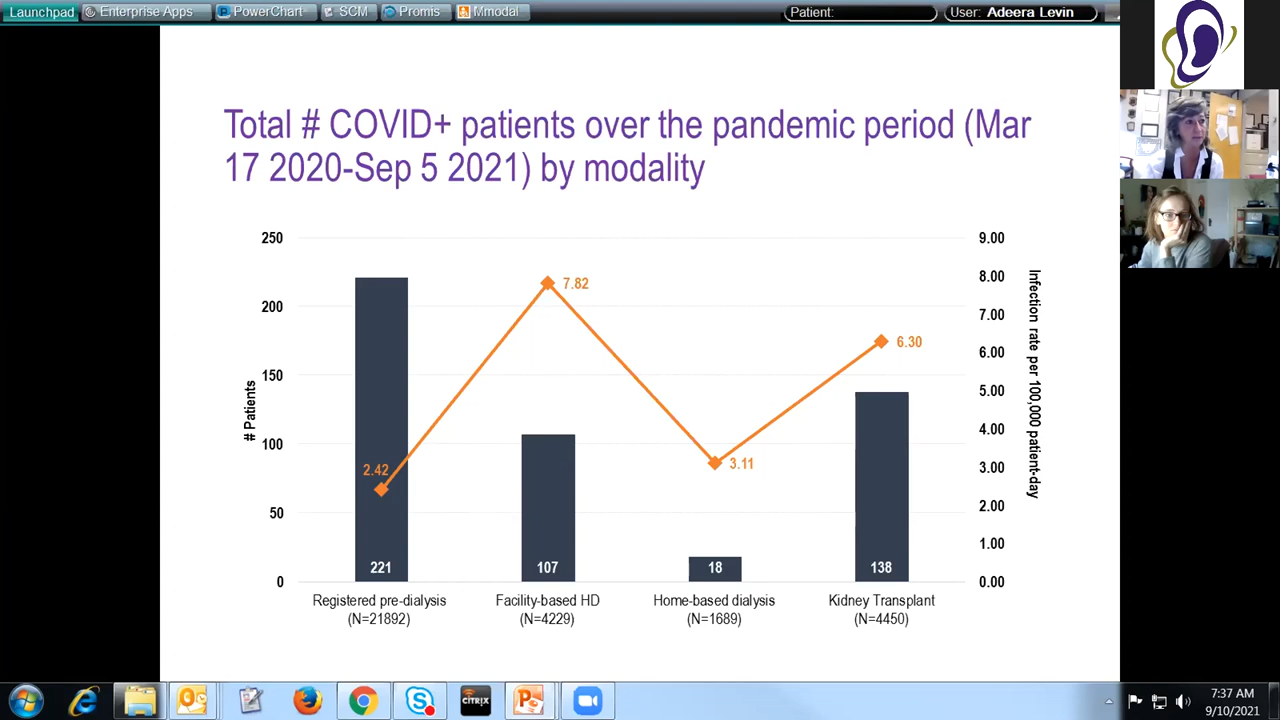 Launchpad Enterprise Apps PowerChart SCM Promis Mmodal Patient: User: Adeera Levin
Total # COVID+ patients over the pandemic period (Mar
17 2020-Sep 5 2021) by modality
250
200
150
100
50
0
# Patients
9.00
8.00
7.00
6.00
5.00
4.00
3.00
2.00
1.00
0.00
Infection rate per 100,000 patient-day
2.42
7.82
3.11
6.30
221
107
18
138
Registered pre-dialysis
(N=21892)
Facility-based HD
(N=4229)
Home-based dialysis
(N=1689)
Kidney Transplant
(N=4450)
CITRIX
7:37 AM
9/10/2021